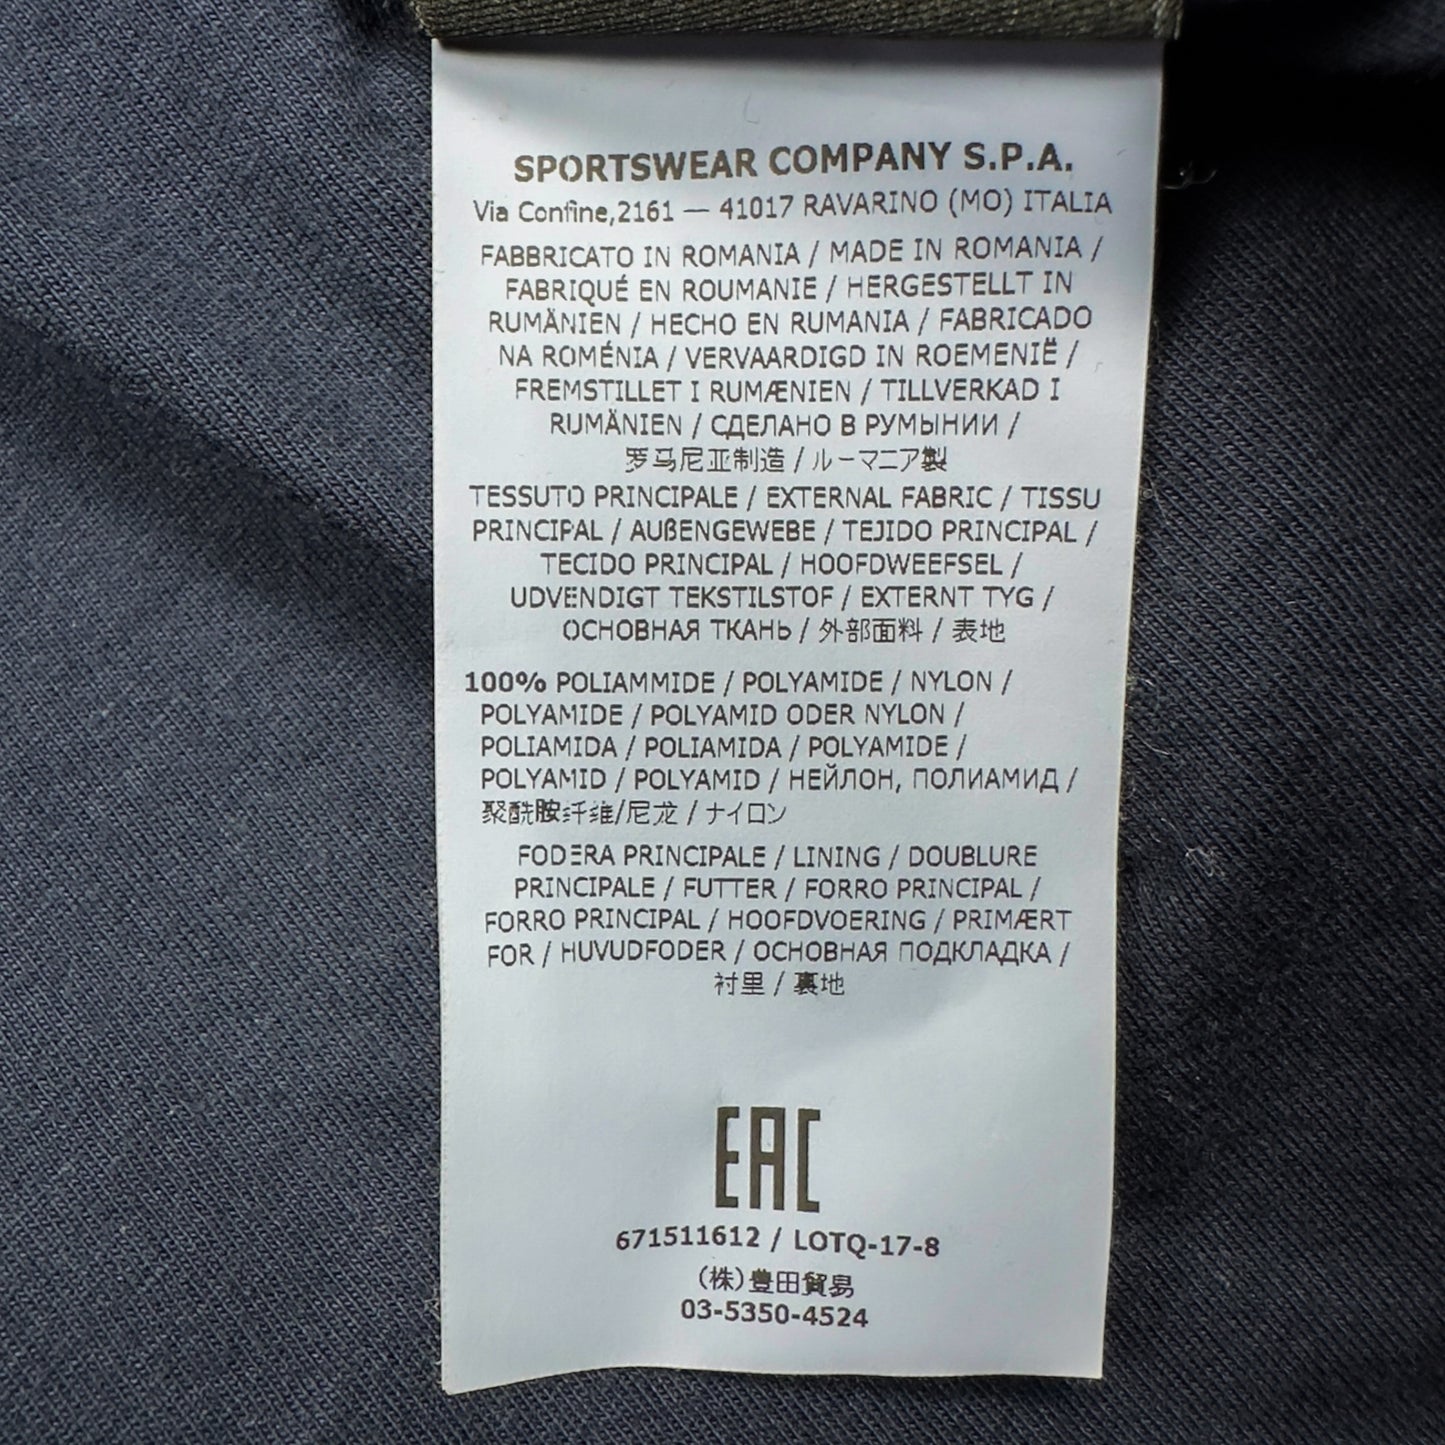 SPORTSWEAR COMPANY S.P.A.
Via Confine,2161 — 41017 RAVARINO (MO) ITALIA
FABBRICATO IN ROMANIA / MADE IN ROMANIA /
FABRIQUÉ EN ROUMANIE / HERGESTELLT IN
RUMÄNIEN / HECHO EN RUMANIA / FABRICADO
NA ROMÉNIA / VERVAARDIGD IN ROEMENIË /
FREMSTILLET I RUMÆNIEN / TILLVERKAD I
RUMÄNIEN / СДЕЛАНО В РУМЫНИИ /
罗马尼亚制造 / ルーマニア製
TESSUTO PRINCIPALE / EXTERNAL FABRIC / TISSU
PRINCIPAL / AUßENGEWEBE / TEJIDO PRINCIPAL /
TECIDO PRINCIPAL / HOOFDWEEFSEL /
UDVENDIGT TEKSTILSTOF / EXTERNT TYG /
ОСНОВНАЯ ТКАНЬ / 外部面料 / 表地
100% POLIAMMIDE / POLYAMIDE / NYLON /
POLYAMIDE / POLYAMID ODER NYLON /
POLIAMIDA / POLIAMIDA / POLYAMIDE /
POLYAMID / POLYAMID / НЕЙЛОН, ПОЛИАМИД /
聚酰胺纤维/尼龙 / ナイロン
FODERA PRINCIPALE / LINING / DOUBLURE
PRINCIPALE / FUTTER / FORRO PRINCIPAL /
FORRO PRINCIPAL / HOOFDVOERING / PRIMÆRT
FOR / HUVUDFODER / ОСНОВНАЯ ПОДКЛАДКА /
衬里 / 裏地
EAC
671511612 / LOTQ-17-8
(株)豊田貿易
03-5350-4524